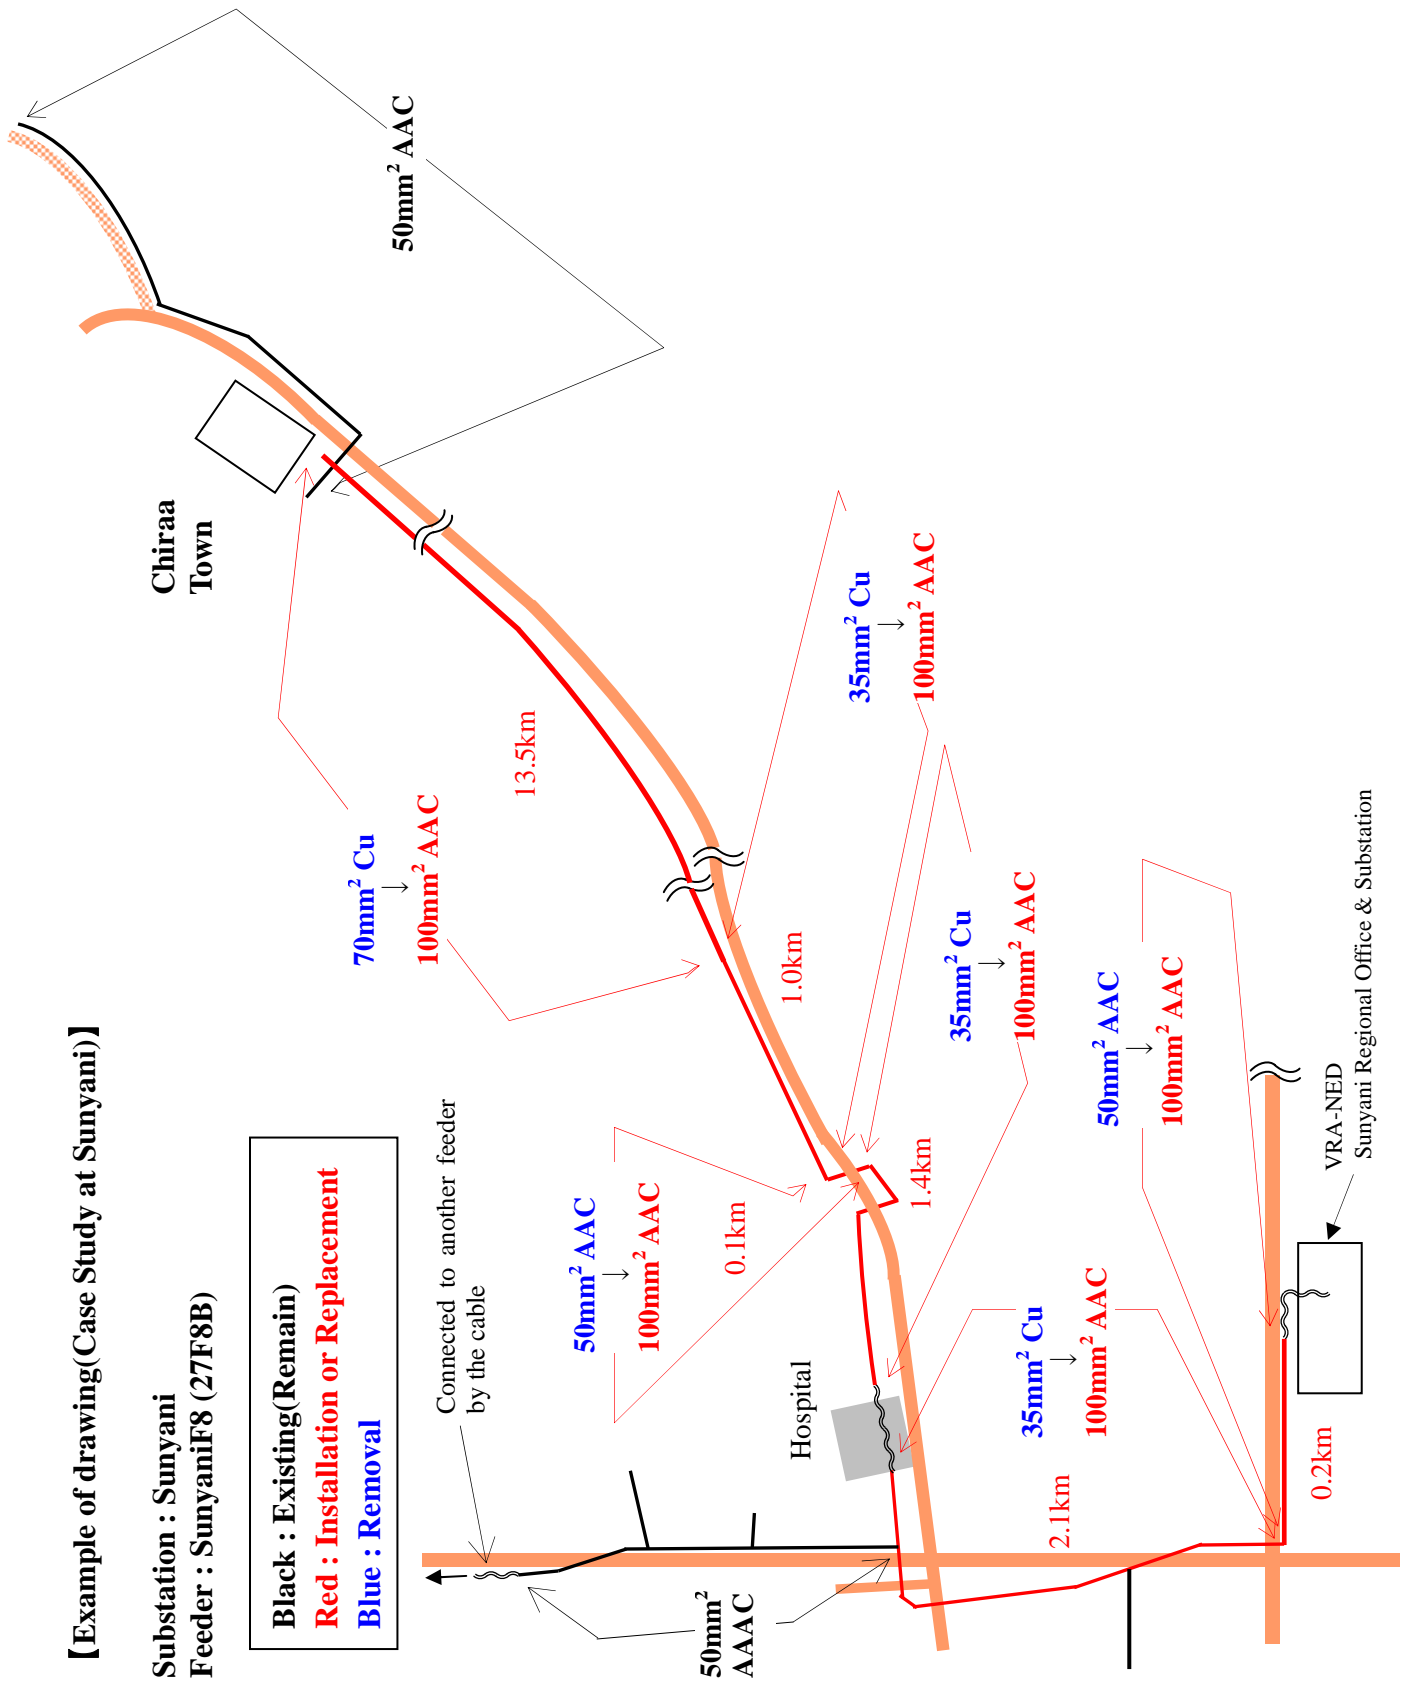 【Example of drawing(Case Study at Sunyani)】
Substation : Sunyani
Feeder : SunyaniF8 (27F8B)
Black : Existing(Remain)
Red : Installation or Replacement
Blue : Removal
Connected to another feeder
by the cable
50mm² AAC
→
100mm² AAC
0.1km
70mm² Cu
→
100mm² AAC
13.5km
Chiraa
Town
50mm² AAC
50mm²
AAAC
Hospital
1.0km
35mm² Cu
→
100mm² AAC
1.4km
35mm² Cu
→
100mm² AAC
2.1km
35mm² Cu
→
100mm² AAC
50mm² AAC
→
100mm² AAC
0.2km
VRA-NED
Sunyani Regional Office & Substation